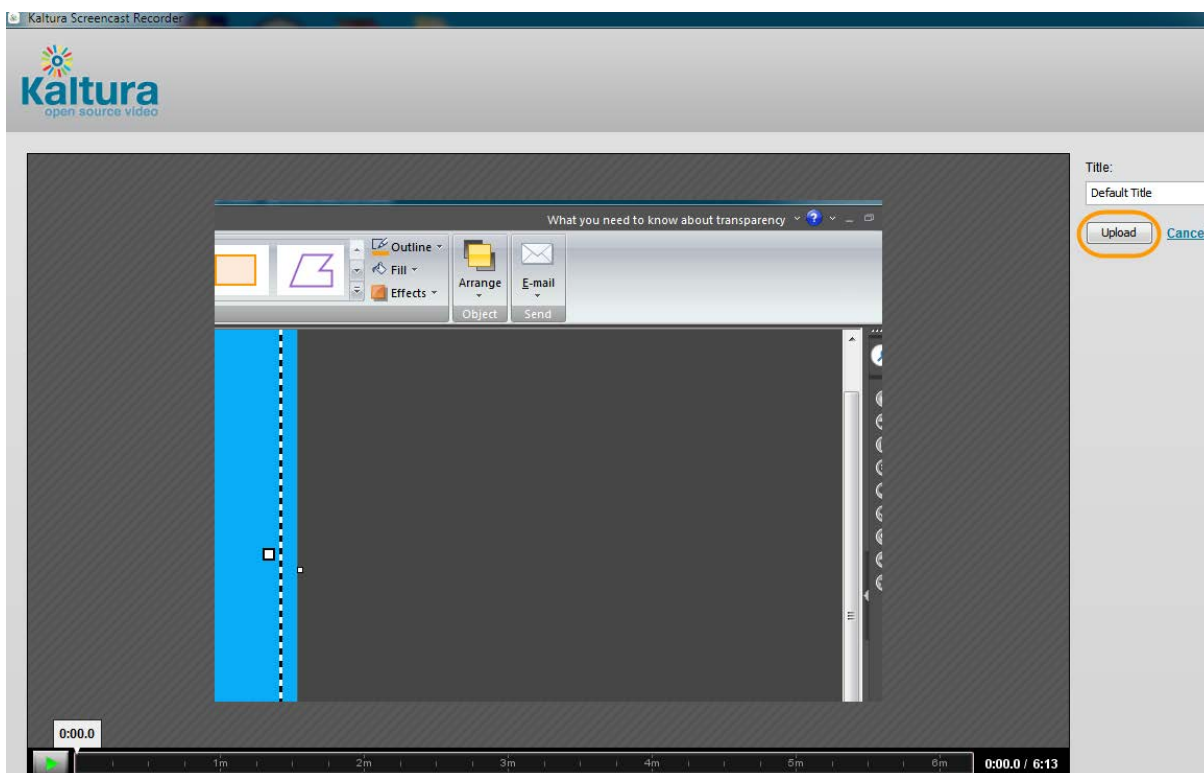 Kaltura Screencast Recorder
Kaltura
open source video
Title:
Default Title
Upload
Cance
What you need to know about transparency
Outline
Fill
Effects
Arrange
E-mail
Object
Send
0:00.0
1m 2m 3m 4m 5m 6m
0:00.0 / 6:13